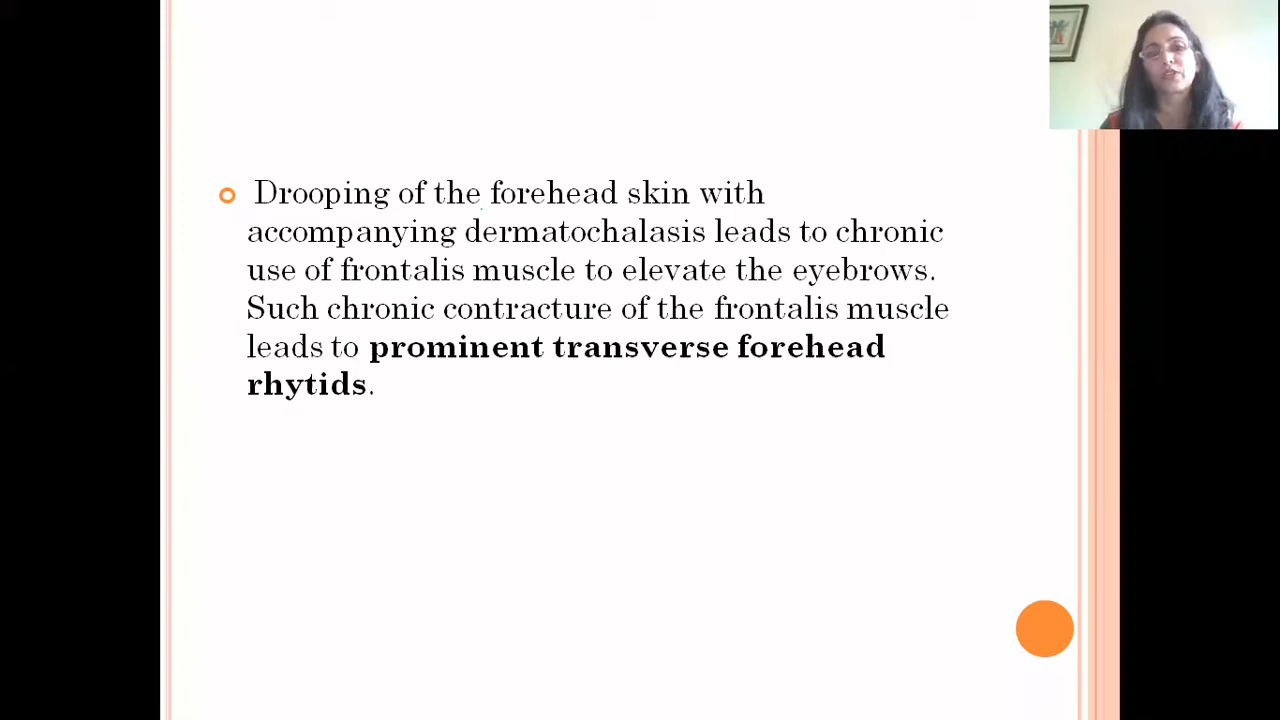 Drooping of the forehead skin with
accompanying dermatochalasis leads to chronic
use of frontalis muscle to elevate the eyebrows.
Such chronic contracture of the frontalis muscle
leads to prominent transverse forehead
rhytids.